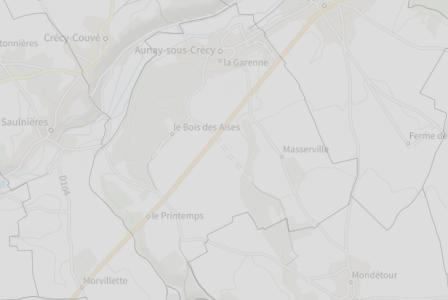 Crécy-Couvé
tonnières
Aunay-sous-Crécy
la Garenne
Saulnières
le Bois des Aises
Ferme de
Masserville
D104
le Printemps
Morvillette
Mondétour